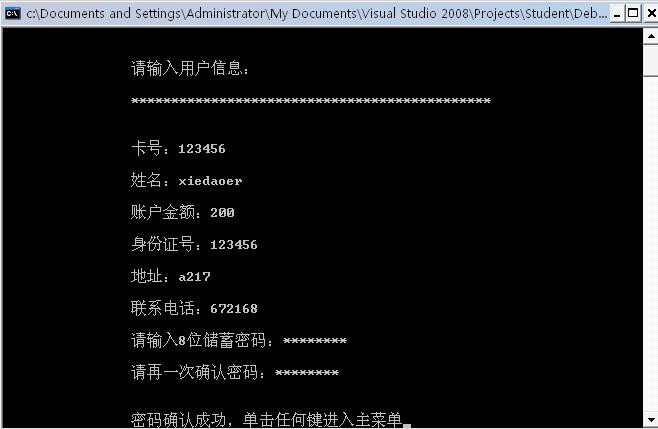 c:\Documents and Settings\Administrator\My Documents\Visual Studio 2008\Projects\Student\Deb...
请输入用户信息：
*********************************************
卡号：123456
姓名：xiedaoer
账户金额：200
身份证号：123456
地址：a217
联系电话：672168
请输入8位储蓄密码：********
请再一次确认密码：********
密码确认成功，单击任何键进入主菜单